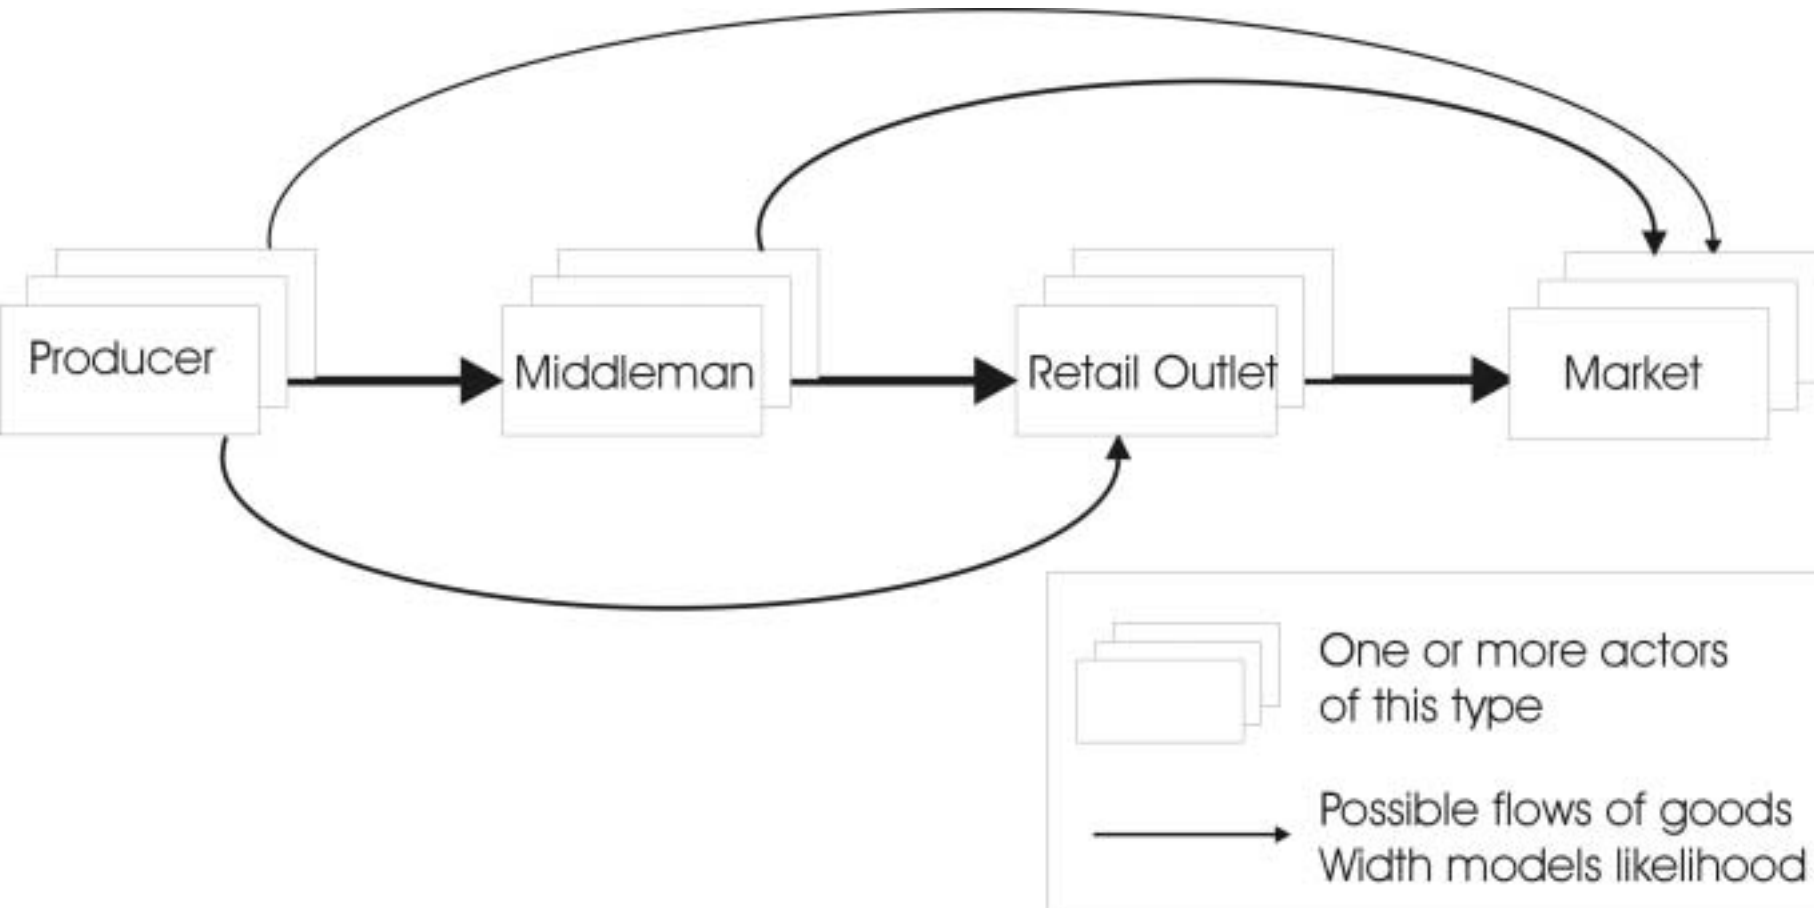 Producer
Middleman
Retail Outlet
Market
One or more actors
of this type
Possible flows of goods
Width models likelihood